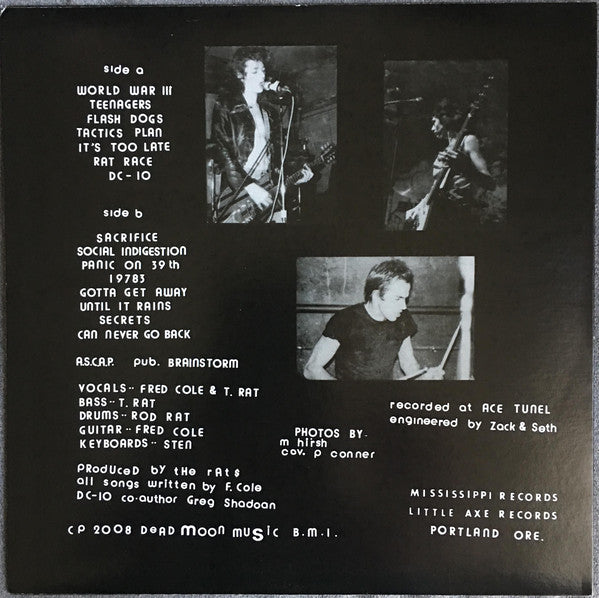 side a
WORLD WAR III
TEENAGERS
FLASH DOGS
TACTICS PLAN
IT'S TOO LATE
RAT RACE
DC-10
side b
SACRIFICE
SOCIAL INDIGESTION
PANIC ON 39th
19783
GOTTA GET AWAY
UNTIL IT RAINS
SECRETS
CAN NEVER GO BACK
A.S.C.A.P. pub. BRAINSTORM
VOCALS-- FRED COLE & T. RAT
BASS-- T. RAT
DRUMS-- ROD RAT
GUITAR-- FRED COLE
KEYBOARDS-- STEN
PRoDUCeD by tHe rAt$
all songs written by F. Cole
DC-10 co-author Greg Shadoan
CP 2008 DeaD MOON MUSIC B.M.I.
PHOTOS BY-
m hirsh
cov. p conner
recorded at ACE TUNEL
engineered by Zack & Seth
MISSISSIPPI RECORDS
LITTLE AXE RECORDS
PORTLAND ORE.